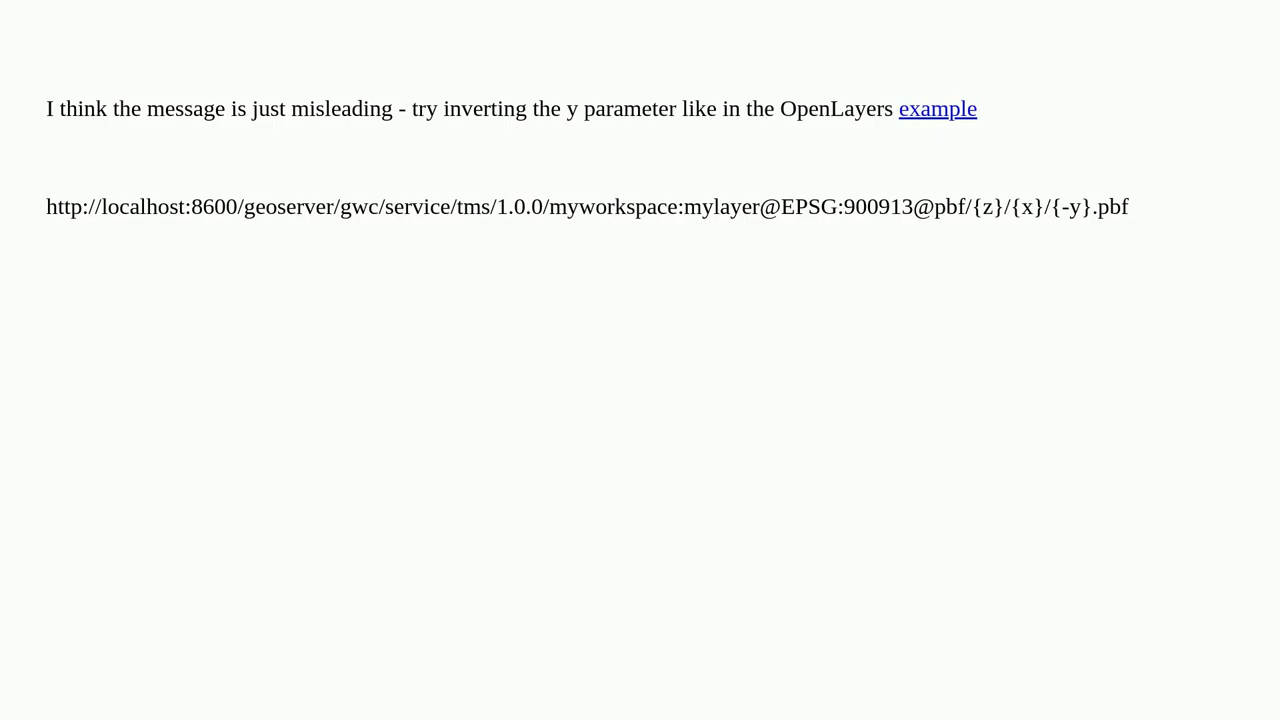 I think the message is just misleading - try inverting the y parameter like in the OpenLayers example
http://localhost:8600/geoserver/gwc/service/tms/1.0.0/myworkspace:mylayer@EPSG:900913@pbf/{z}/{x}/{-y}.pbf